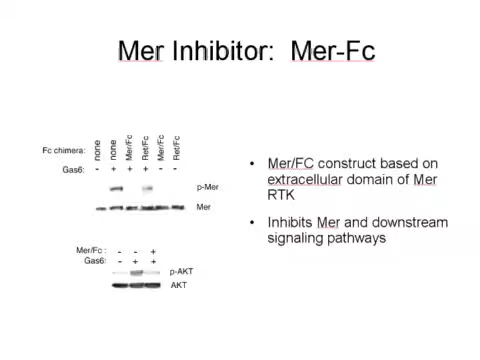 Mer Inhibitor:  Mer-Fc
Fc chimera: none none Mer/Fc Ret/Fc Mer/Fc Ret/Fc
Gas6: - + + + - -
p-Mer
Mer
Mer/Fc : - - +
Gas6: - + +
p-AKT
AKT
• Mer/FC construct based on
extracellular domain of Mer
RTK
• Inhibits Mer and downstream
signaling pathways